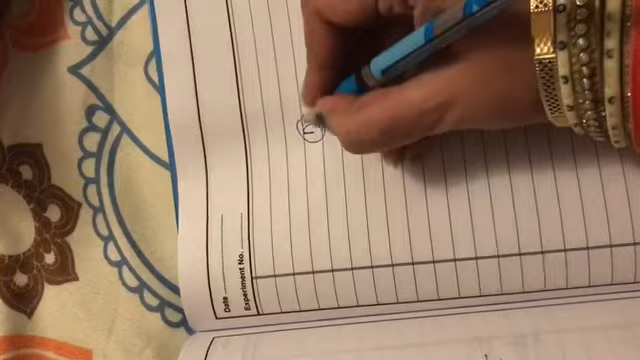 Date ..............
Experiment No. ..............